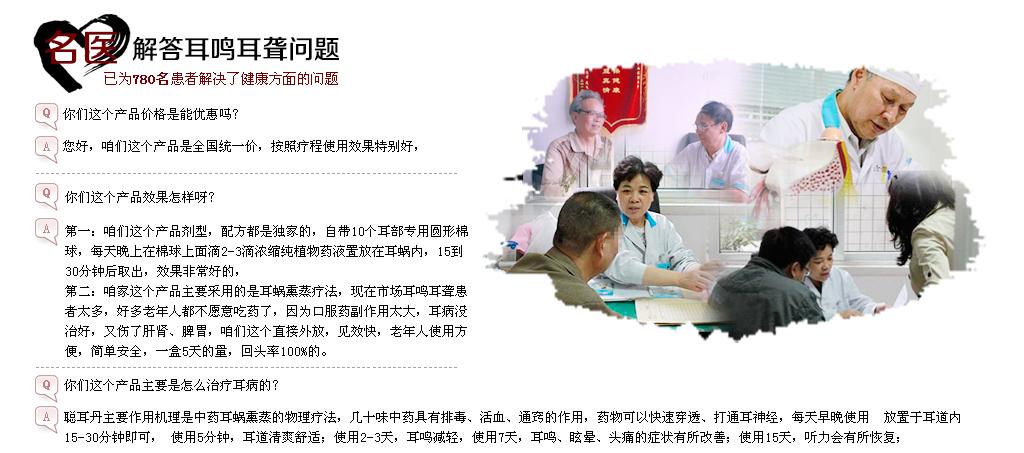 名医 解答耳鸣耳聋问题
已为780名患者解决了健康方面的问题
Q 你们这个产品价格是能优惠吗？
A 您好，咱们这个产品是全国统一价，按照疗程使用效果特别好，
Q 你们这个产品效果怎样呀？
A 第一：咱们这个产品剂型，配方都是独家的，自带10个耳部专用圆形棉
球，每天晚上在棉球上面滴2-3滴浓缩纯植物药液置放在耳蜗内，15到
30分钟后取出，效果非常好的，
第二：咱家这个产品主要采用的是耳蜗熏蒸疗法，现在市场耳鸣耳聋患
者太多，好多老年人都不愿意吃药了，因为口服药副作用太大，耳病没
治好，又伤了肝肾、脾胃，咱们这个直接外放，见效快，老年人使用方
便，简单安全，一盒5天的量，回头率100%的。
Q 你们这个产品主要是怎么治疗耳病的？
A 聪耳丹主要作用机理是中药耳蜗熏蒸的物理疗法，几十味中药具有排毒、活血、通窍的作用，药物可以快速穿透、打通耳神经，每天早晚使用 放置于耳道内
15-30分钟即可， 使用5分钟，耳道清爽舒适；使用2-3天，耳鸣减轻，使用7天，耳鸣、眩晕、头痛的症状有所改善；使用15天，听力会有所恢复；